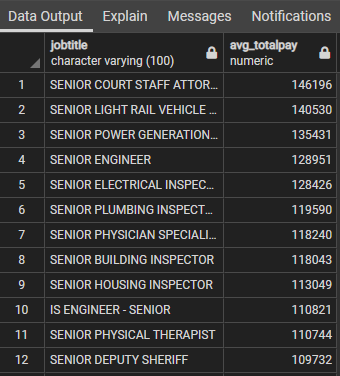 Data Output Explain Messages Notifications
jobtitle avg_totalpay
character varying (100) numeric
1 SENIOR COURT STAFF ATTOR... 146196
2 SENIOR LIGHT RAIL VEHICLE ... 140530
3 SENIOR POWER GENERATION... 135431
4 SENIOR ENGINEER 128951
5 SENIOR ELECTRICAL INSPEC... 128426
6 SENIOR PLUMBING INSPECT... 119590
7 SENIOR PHYSICIAN SPECIALI... 118240
8 SENIOR BUILDING INSPECTOR 118043
9 SENIOR HOUSING INSPECTOR 113049
10 IS ENGINEER - SENIOR 110821
11 SENIOR PHYSICAL THERAPIST 110744
12 SENIOR DEPUTY SHERIFF 109732